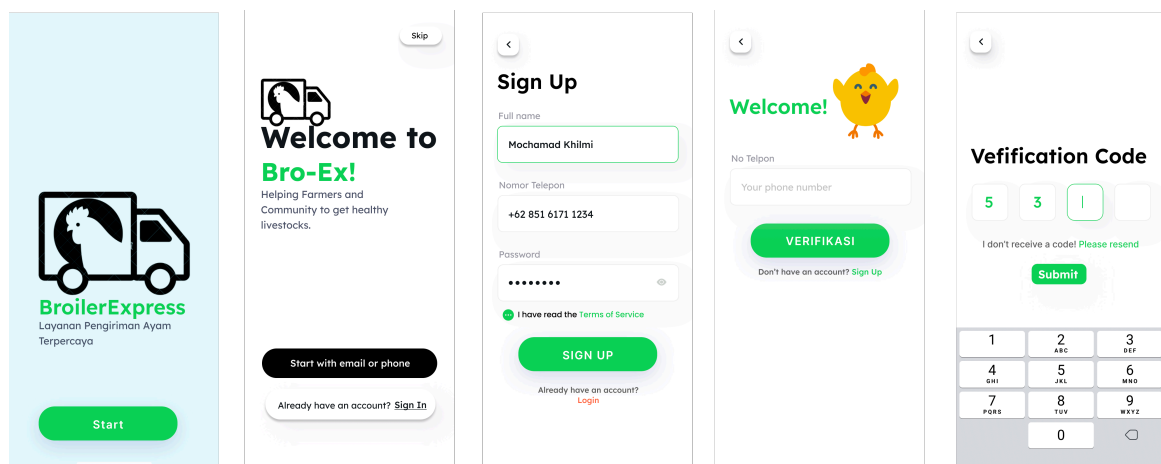 BroilerExpress
Layanan Pengiriman Ayam
Terpercaya
Start
Skip
Welcome to
Bro-Ex!
Helping Farmers and
Community to get healthy
livestocks.
Start with email or phone
Already have an account? Sign In
Sign Up
Full name
Mochamad Khilmi
Nomor Telepon
+62 851 6171 1234
Password
I have read the Terms of Service
SIGN UP
Already have an account?
Login
Welcome!
No Telpon
Your phone number
VERIFIKASI
Don't have an account? Sign Up
Vefification Code
5 3
I don't receive a code! Please resend
Submit
1 2 3
ABC DEF
4 5 6
GHI JKL MNO
7 8 9
PQRS TUV WXYZ
0